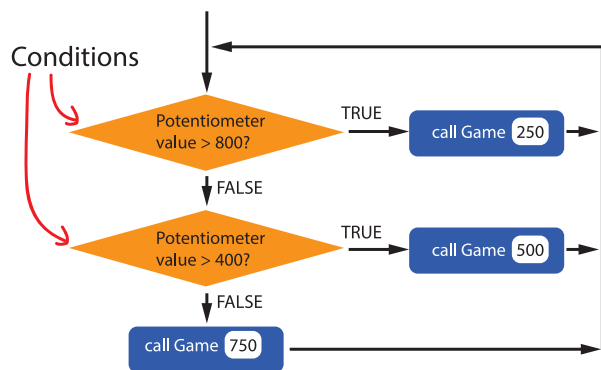 Conditions
Potentiometer
value > 800?
TRUE
call Game 250
FALSE
Potentiometer
value > 400?
TRUE
call Game 500
FALSE
call Game 750